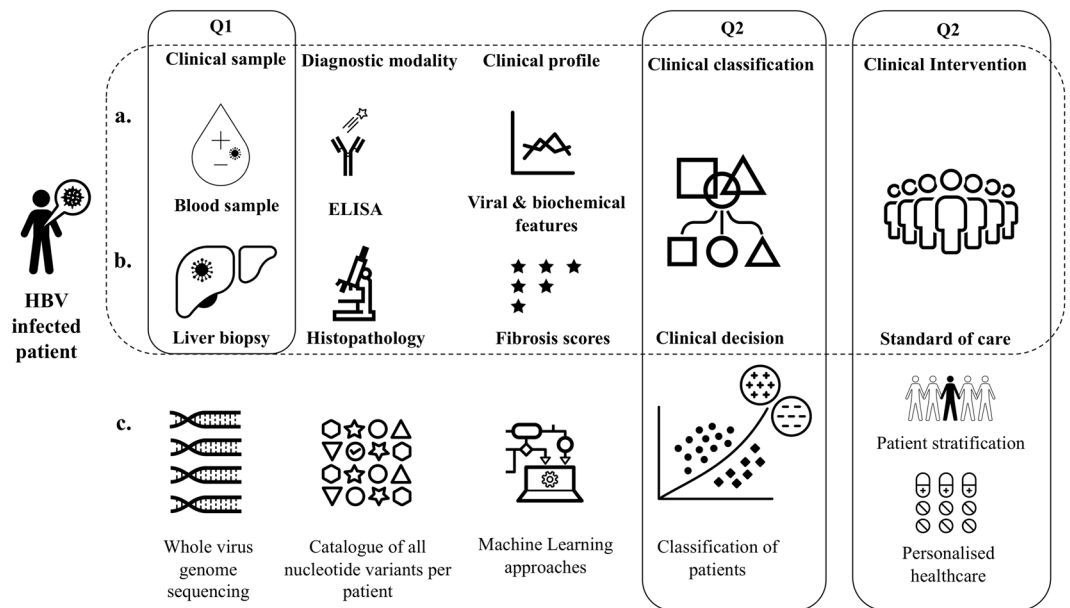 Q1
Q2
Q2
Clinical sample
Diagnostic modality
Clinical profile
Clinical classification
Clinical Intervention
a.
Blood sample
ELISA
Viral & biochemical
features
b.
HBV
infected
patient
Liver biopsy
Histopathology
Fibrosis scores
Clinical decision
Standard of care
c.
Patient stratification
Whole virus
genome
sequencing
Catalogue of all
nucleotide variants per
patient
Machine Learning
approaches
Classification of
patients
Personalised
healthcare